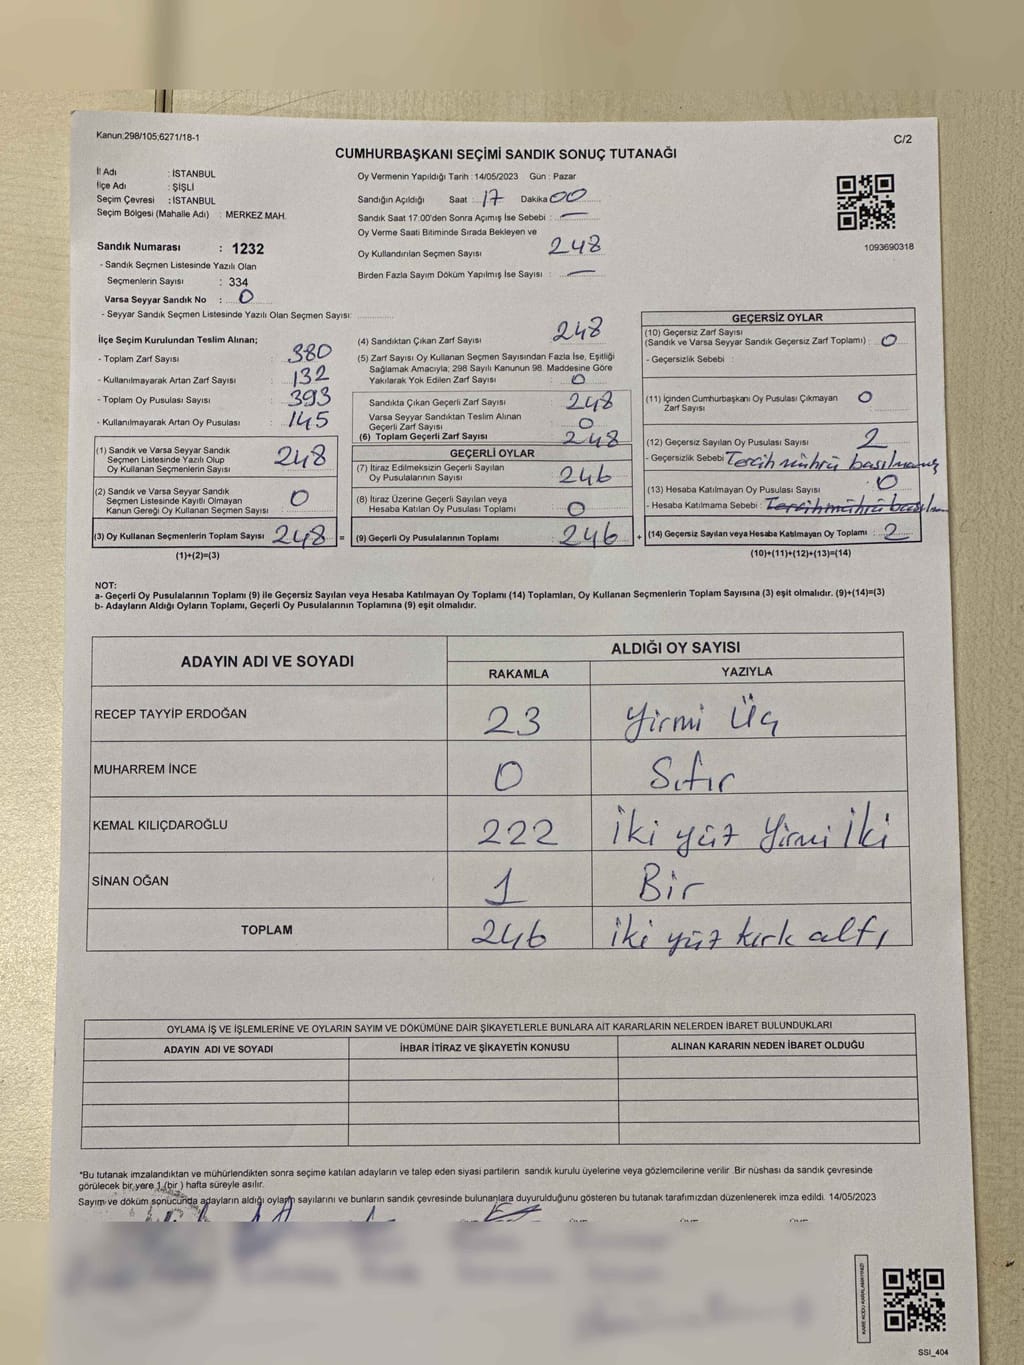 Kanun;298/105,6271/18-1
C/2
CUMHURBAŞKANI SEÇİMİ SANDIK SONUÇ TUTANAĞI
İl Adı : İSTANBUL
İlçe Adı : ŞİŞLİ
Seçim Çevresi : İSTANBUL
Seçim Bölgesi (Mahalle Adı) : MERKEZ MAH.
Sandık Numarası : 1232
- Sandık Seçmen Listesinde Yazılı Olan
Seçmenlerin Sayısı : 334
Varsa Seyyar Sandık No : 0
- Seyyar Sandık Seçmen Listesinde Yazılı Olan Seçmen Sayısı:
Oy Vermenin Yapıldığı Tarih : 14/05/2023 Gün : Pazar
Sandığın Açıldığı Saat : 17 Dakika 00
Sandık Saat 17:00'den Sonra Açımış İse Sebebi : —
Oy Verme Saati Bitiminde Sırada Bekleyen ve
Oy Kullandırılan Seçmen Sayısı 248
Birden Fazla Sayım Döküm Yapılmış İse Sayısı : —
1093690318
İlçe Seçim Kurulundan Teslim Alınan;
- Toplam Zarf Sayısı : 380
- Kullanılmayarak Artan Zarf Sayısı : 132
- Toplam Oy Pusulası Sayısı : 393
- Kullanılmayarak Artan Oy Pusulası : 145
(1) Sandık ve Varsa Seyyar Sandık
Seçmen Listesinde Yazılı Olup
Oy Kullanan Seçmenlerin Sayısı 248
(2) Sandık ve Varsa Seyyar Sandık
Seçmen Listesinde Kayıtlı Olmayan
Kanun Gereği Oy Kullanan Seçmen Sayısı : 0
(3) Oy Kullanan Seçmenlerin Toplam Sayısı : 248 =
(1)+(2)=(3)
(4) Sandıktan Çıkan Zarf Sayısı : 248
(5) Zarf Sayısı Oy Kullanan Seçmen Sayısından Fazla İse, Eşitliği
Sağlamak Amacıyla; 298 Sayılı Kanunun 98. Maddesine Göre
Yakılarak Yok Edilen Zarf Sayısı : 0
Sandıkta Çıkan Geçerli Zarf Sayısı : 248
Varsa Seyyar Sandıktan Teslim Alınan
Geçerli Zarf Sayısı : 0
(6) Toplam Geçerli Zarf Sayısı : 248
GEÇERLİ OYLAR
(7) İtiraz Edilmeksizin Geçerli Sayılan
Oy Pusulalarının Sayısı : 246
(8) İtiraz Üzerine Geçerli Sayılan veya
Hesaba Katılan Oy Pusulaları Toplamı : 0
(9) Geçerli Oy Pusulalarının Toplamı : 246 +
GEÇERSİZ OYLAR
(10) Geçersiz Zarf Sayısı
(Sandık ve Varsa Seyyar Sandık Geçersiz Zarf Toplamı) : 0
- Geçersizlik Sebebi :
(11) İçinden Cumhurbaşkanı Oy Pusulası Çıkmayan
Zarf Sayısı : 0
(12) Geçersiz Sayılan Oy Pusulası Sayısı : 2
- Geçersizlik Sebebi : Tercih mührü basılmamış
(13) Hesaba Katılmayan Oy Pusulası Sayısı : 0
- Hesaba Katılmama Sebebi : Tercih mührü
(14) Geçersiz Sayılan veya Hesaba Katılmayan Oy Toplamı : 2
(10)+(11)+(12)+(13)=(14)
NOT:
a- Geçerli Oy Pusulalarının Toplamı (9) ile Geçersiz Sayılan veya Hesaba Katılmayan Oy Toplamı (14) Toplamları, Oy Kullanan Seçmenlerin Toplam Sayısına (3) eşit olmalıdır. (9)+(14)=(3)
b- Adayların Aldığı Oyların Toplamı, Geçerli Oy Pusulalarının Toplamına (9) eşit olmalıdır.
ADAYIN ADI VE SOYADI
ALDIĞI OY SAYISI
RAKAMLA YAZIYLA
RECEP TAYYİP ERDOĞAN 23 Yirmi Üç
MUHARREM İNCE 0 Sıfır
KEMAL KILIÇDAROĞLU 222 İki yüz Yirmi İki
SİNAN OĞAN 1 Bir
TOPLAM 246 iki yüz kırk altı
OYLAMA İŞ VE İŞLEMLERİNE VE OYLARIN SAYIM VE DÖKÜMÜNE DAİR ŞİKAYETLERLE BUNLARA AİT KARARLARIN NELERDEN İBARET BULUNDUKLARI
ADAYIN ADI VE SOYADI İHBAR İTİRAZ VE ŞİKAYETİN KONUSU ALINAN KARARIN NEDEN İBARET OLDUĞU
*Bu tutanak imzalandıktan ve mühürlendikten sonra seçime katılan adayların ve talep eden siyasi partilerin sandık kurulu üyelerine veya gözlemcilerine verilir .Bir nüshası da sandık çevresinde
görülecek bir yere 1 (bir ) hafta süreyle asılır.
Sayım ve döküm sonucunda adayların aldığı oyların sayılarını ve bunların sandık çevresinde bulunanlara duyurulduğunu gösteren bu tutanak tarafımızdan düzenlenerek imza edildi. 14/05/2023
KARE KODU KARALAMAYINIZ!
SSİ_404